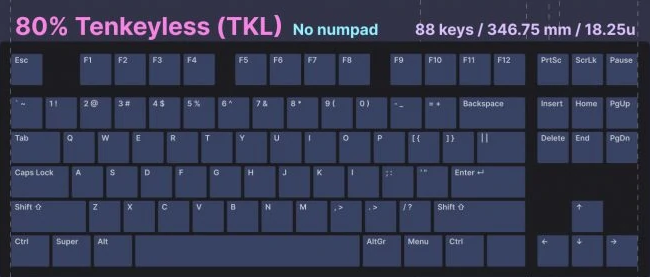 80% Tenkeyless (TKL) No numpad 88 keys / 346.75 mm / 18.25u
Esc F1 F2 F3 F4 F5 F6 F7 F8 F9 F10 F11 F12 PrtSc ScrLk Pause
` ~ 1 ! 2 @ 3 # 4 $ 5 % 6 ^ 7 & 8 * 9 ( 0 ) - _ = + Backspace Insert Home PgUp
Tab Q W E R T Y U I O P [ { ] } | | Delete End PgDn
Caps Lock A S D F G H J K l ; : ' " Enter ↵
Shift ⇧ Z X C V B N M , > . > / ? Shift ⇧ ↑
Ctrl Super Alt AltGr Menu Ctrl ← ↓ →